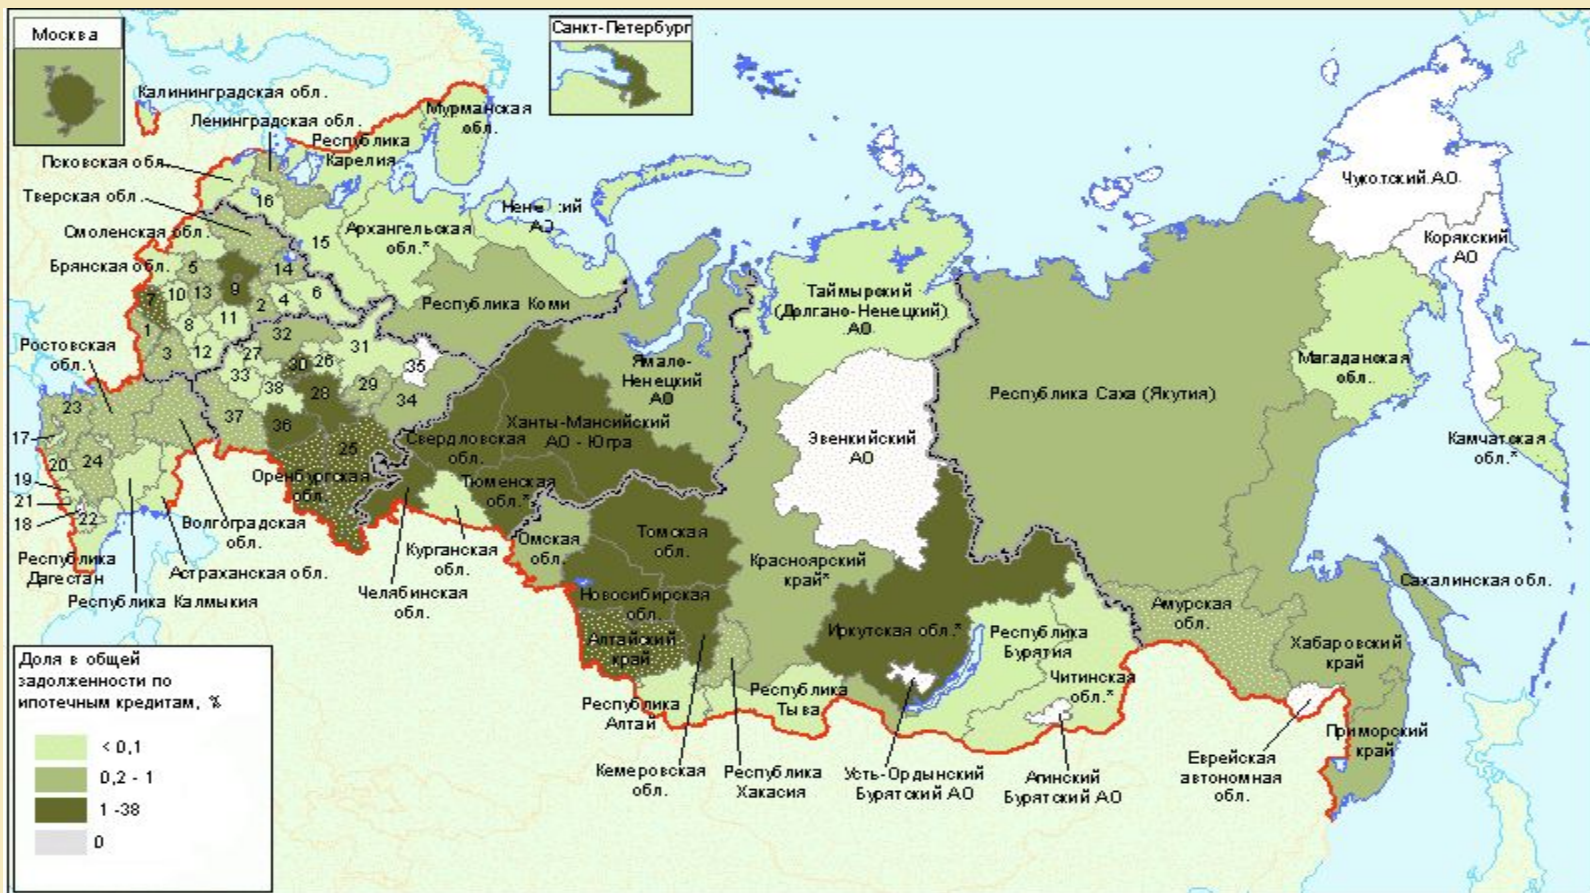 Москва
Санкт-Петербург
Калининградская обл.
Ленинградская обл.
Мурманская
обл.
Республика
Карелия
Псковская обл.
Тверская обл.
Смоленская обл.
Брянская обл.
16
15
Архангельская
обл.*
АО
Чукотский АО
Корякский
АО
5
14
7
10
13
9
2
4
6
8
11
1
3
12
Республика Коми
Таймырский
(Долгано-Ненецкий)
АО
Ростовская
обл.
32
27
31
30
26
35
33
38
28
29
34
37
36
25
Ямало-
Ненецкий
АО
Республика Саха (Якутия)
Магаданская
обл.
23
17
20
24
19
21
18
22
Ханты-Мансийский
АО - Югра
Свердловская
обл.
Эвенкийский
АО
Камчатская
обл.*
Оренбургская
обл.
Тюменская
обл.*
Волгоградская
обл.
Республика
Дагестан
Астраханская обл.
Республика Калмыкия
Курганская
обл.
Челябинская
обл.
Омская
обл.
Томская
обл.
Красноярский
край*
Новосибирская
обл.
Алтайский
край
Иркутская обл.*
Республика
Бурятия
Читинская
обл.*
Амурская
обл.
Хабаровский
край
Сахалинская обл.
Приморский
край
Республика
Алтай
Республика
Тыва
Кемеровская
обл.
Республика
Хакасия
Усть-Ордынский
Бурятский АО
Агинский
Бурятский АО
Еврейская
автономная
обл.
Доля в общей
задолженности по
ипотечным кредитам, %
< 0,1
0,2 - 1
1 -38
0